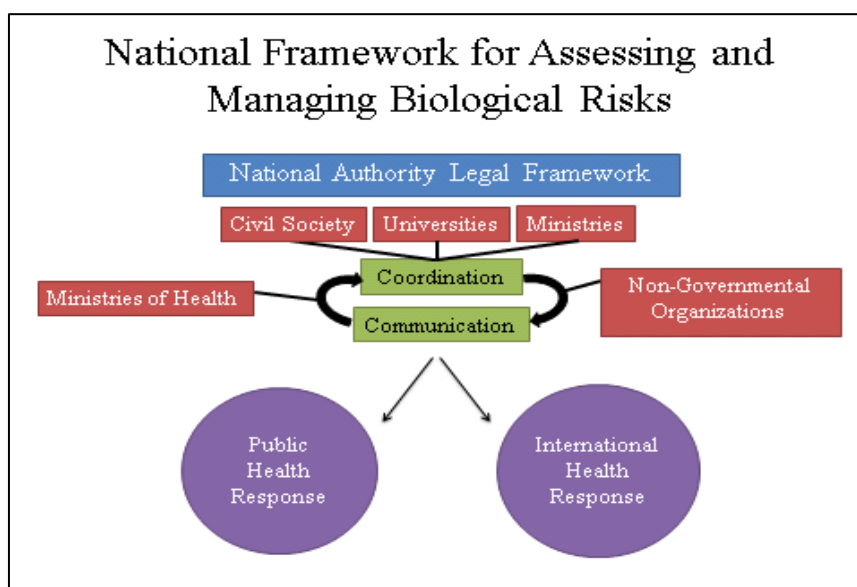 National Framework for Assessing and
Managing Biological Risks
National Authority Legal Framework
Civil Society
Universities
Ministries
Coordination
Ministries of Health
Non-Governmental
Organizations
Communication
Public
Health
Response
International
Health
Response